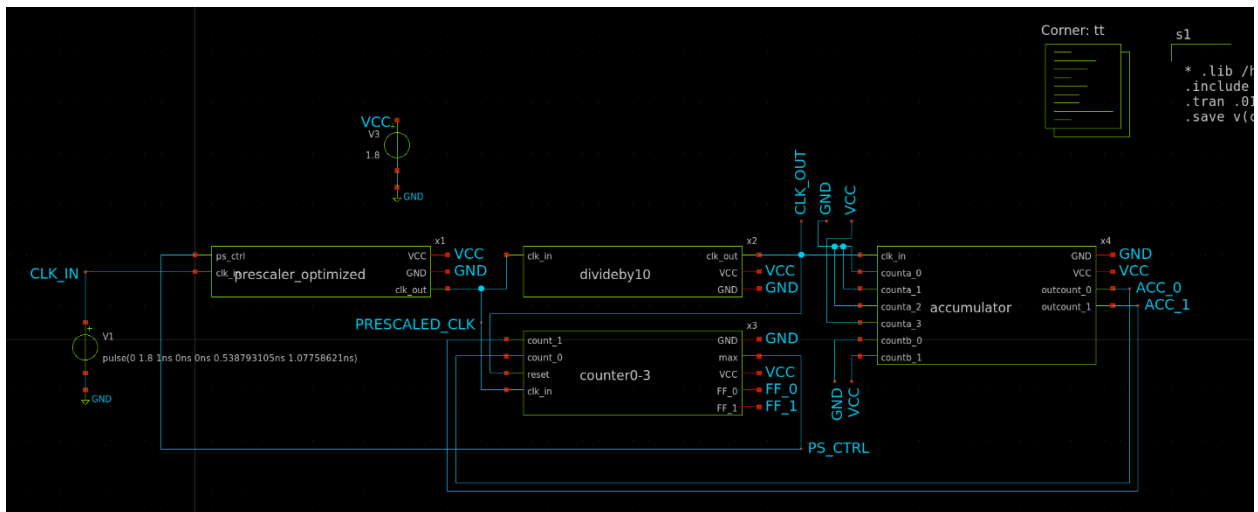 Corner: tt
s1
* .lib /h
.include
.tran .01
.save v(c
VCC
V3
1.8
GND
CLK_OUT
GND
VCC
x1
ps_ctrl
clk_in
prescaler_optimized
VCC
GND
clk_out
VCC
GND
CLK_IN
PRESCALED_CLK
V1
pulse(0 1.8 1ns 0ns 0ns 0.538793105ns 1.07758621ns)
GND
x2
clk_in
divideby10
clk_out
VCC
GND
VCC
GND
x3
count_1
count_0
reset
clk_in
counter0-3
GND
max
VCC
FF_0
FF_1
GND
VCC
FF_0
FF_1
PS_CTRL
x4
clk_in
counta_0
counta_1
counta_2
counta_3
countb_0
countb_1
accumulator
GND
VCC
outcount_0
outcount_1
GND
VCC
ACC_0
ACC_1
GND
VCC